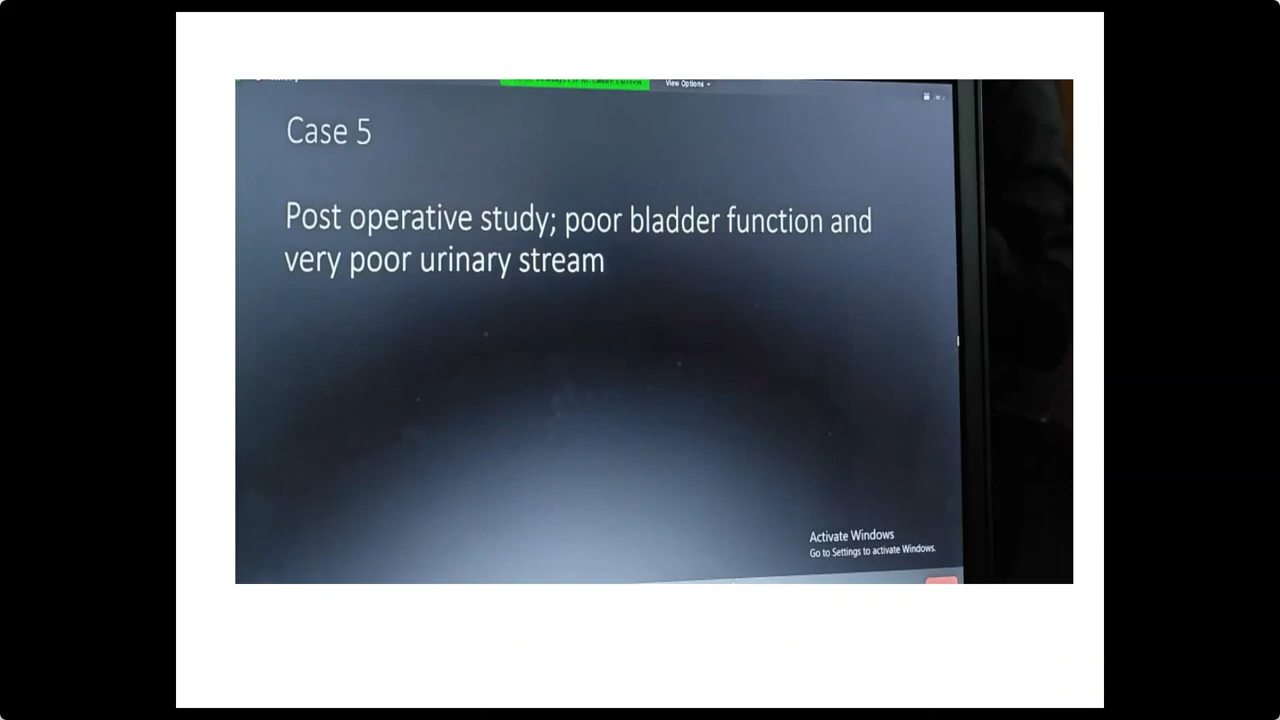 View Options
Case 5
Post operative study; poor bladder function and
very poor urinary stream
Activate Windows
Go to Settings to activate Windows.